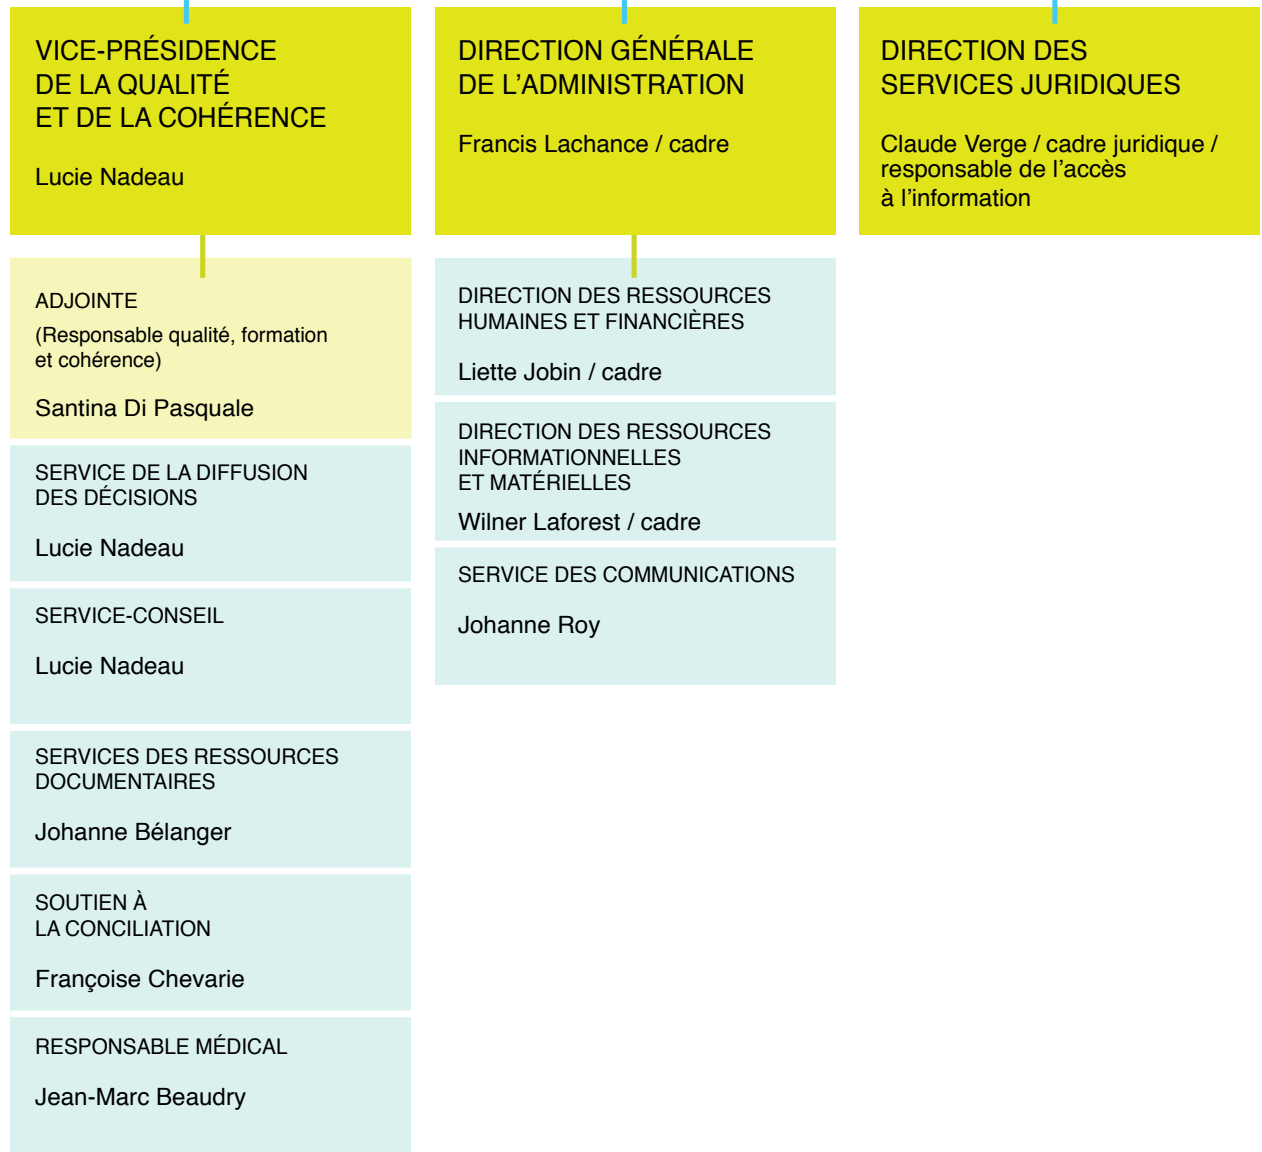 VICE-PRÉSIDENCE
DE LA QUALITÉ
ET DE LA COHÉRENCE
Lucie Nadeau
ADJOINTE
(Responsable qualité, formation
et cohérence)
Santina Di Pasquale
SERVICE DE LA DIFFUSION
DES DÉCISIONS
Lucie Nadeau
SERVICE-CONSEIL
Lucie Nadeau
SERVICES DES RESSOURCES
DOCUMENTAIRES
Johanne Bélanger
SOUTIEN À
LA CONCILIATION
Françoise Chevarie
RESPONSABLE MÉDICAL
Jean-Marc Beaudry
DIRECTION GÉNÉRALE
DE L’ADMINISTRATION
Francis Lachance / cadre
DIRECTION DES RESSOURCES
HUMAINES ET FINANCIÈRES
Liette Jobin / cadre
DIRECTION DES RESSOURCES
INFORMATIONNELLES
ET MATÉRIELLES
Wilner Laforest / cadre
SERVICE DES COMMUNICATIONS
Johanne Roy
DIRECTION DES
SERVICES JURIDIQUES
Claude Verge / cadre juridique /
responsable de l’accès
à l’information